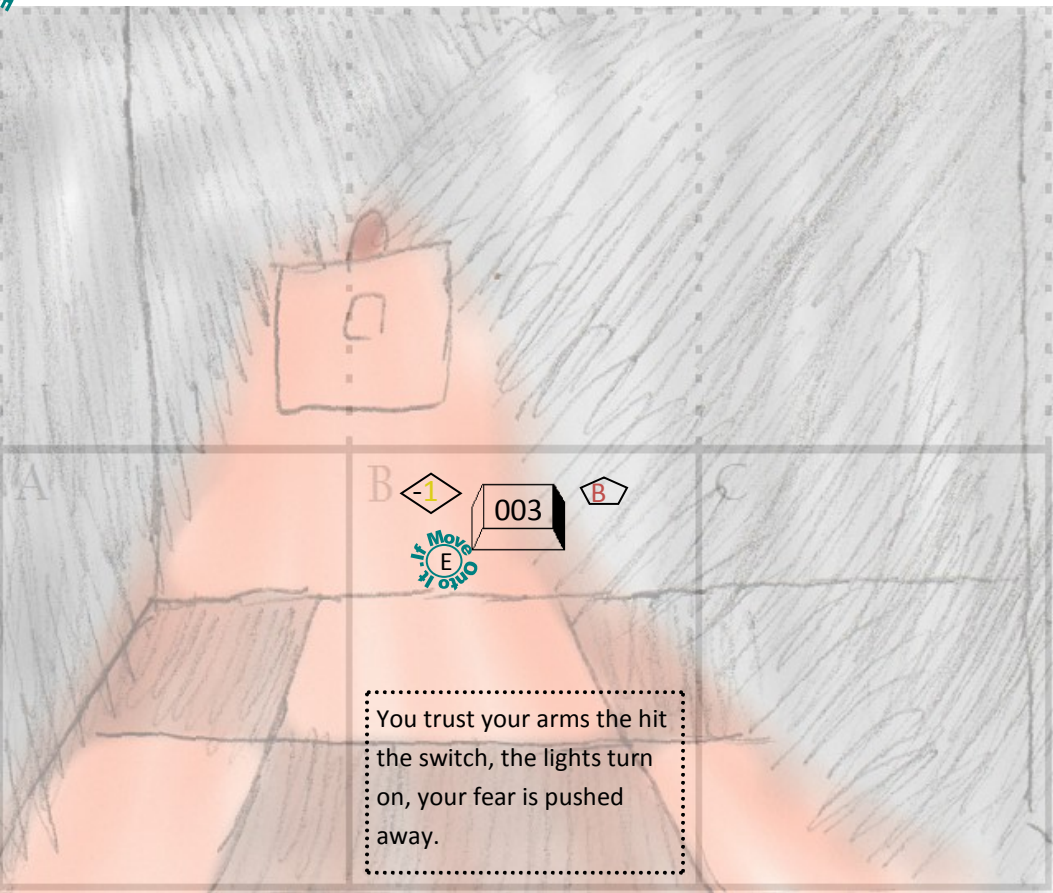 A
B
-1
003
B
C
If Move Onto It.
E
You trust your arms the hit
the switch, the lights turn
on, your fear is pushed
away.